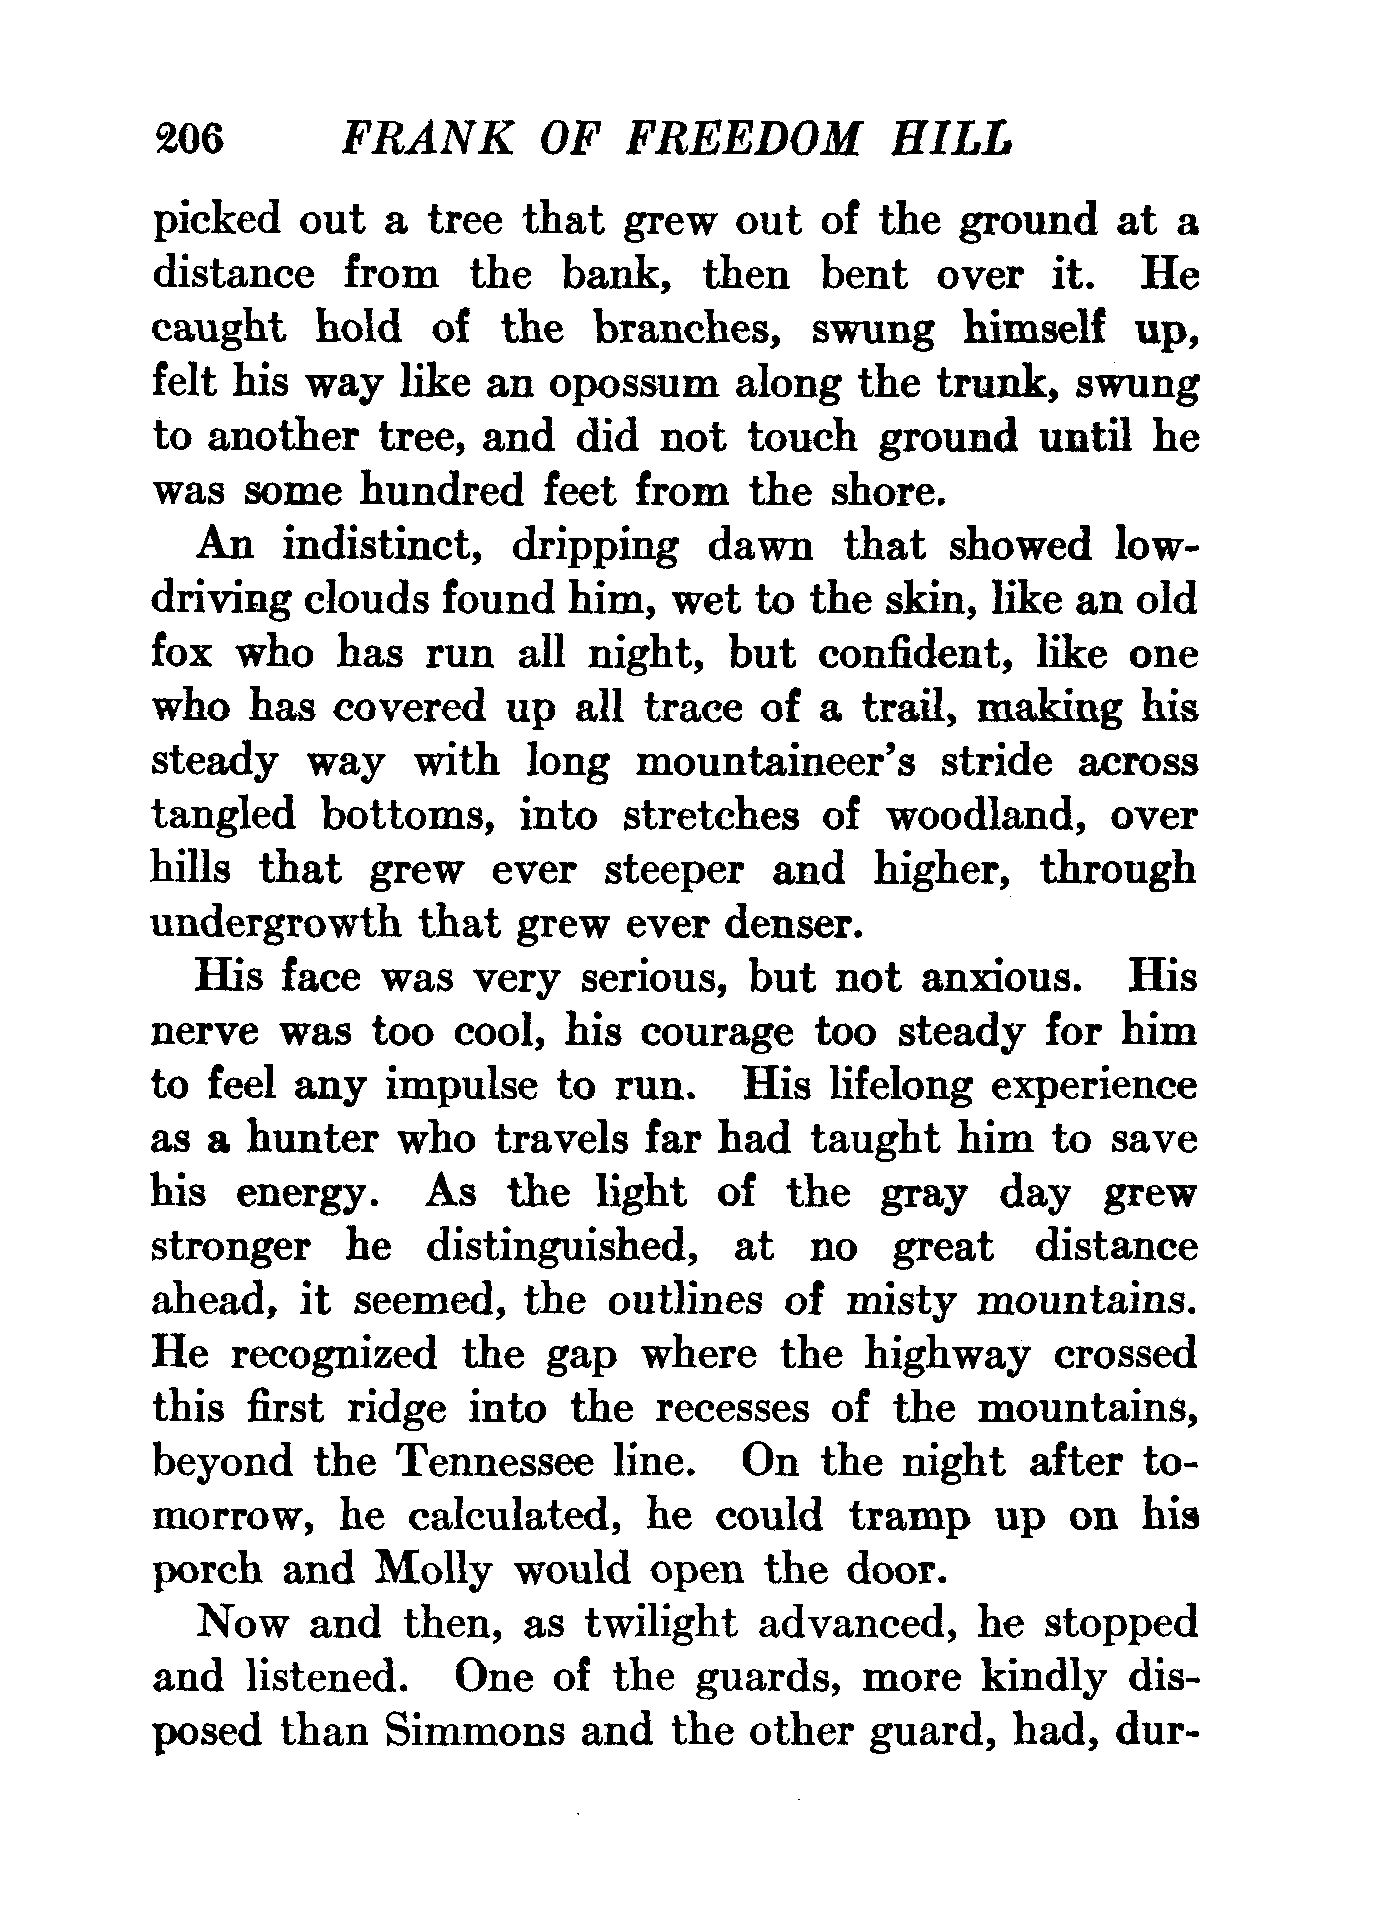 206 FRANK OF FREEDOM HILL
picked out a tree that grew out of the ground at a
distance from the bank, then bent over it. He
caught hold of the branches, swung himself up,
felt his way like an opossum along the trunk, swung
to another tree, and did not touch ground until he
was some hundred feet from the shore.
An indistinct, dripping dawn that showed low-
driving clouds found him, wet to the skin, like an old
fox who has run all night, but confident, like one
who has covered up all trace of a trail, making his
steady way with long mountaineer's stride across
tangled bottoms, into stretches of woodland, over
hills that grew ever steeper and higher, through
undergrowth that grew ever denser.
His face was very serious, but not anxious. His
nerve was too cool, his courage too steady for him
to feel any impulse to run. His lifelong experience
as a hunter who travels far had taught him to save
his energy. As the light of the gray day grew
stronger he distinguished, at no great distance
ahead, it seemed, the outlines of misty mountains.
He recognized the gap where the highway crossed
this first ridge into the recesses of the mountains,
beyond the Tennessee line. On the night after to-
morrow, he calculated, he could tramp up on his
porch and Molly would open the door.
Now and then, as twilight advanced, he stopped
and listened. One of the guards, more kindly dis-
posed than Simmons and the other guard, had, dur-